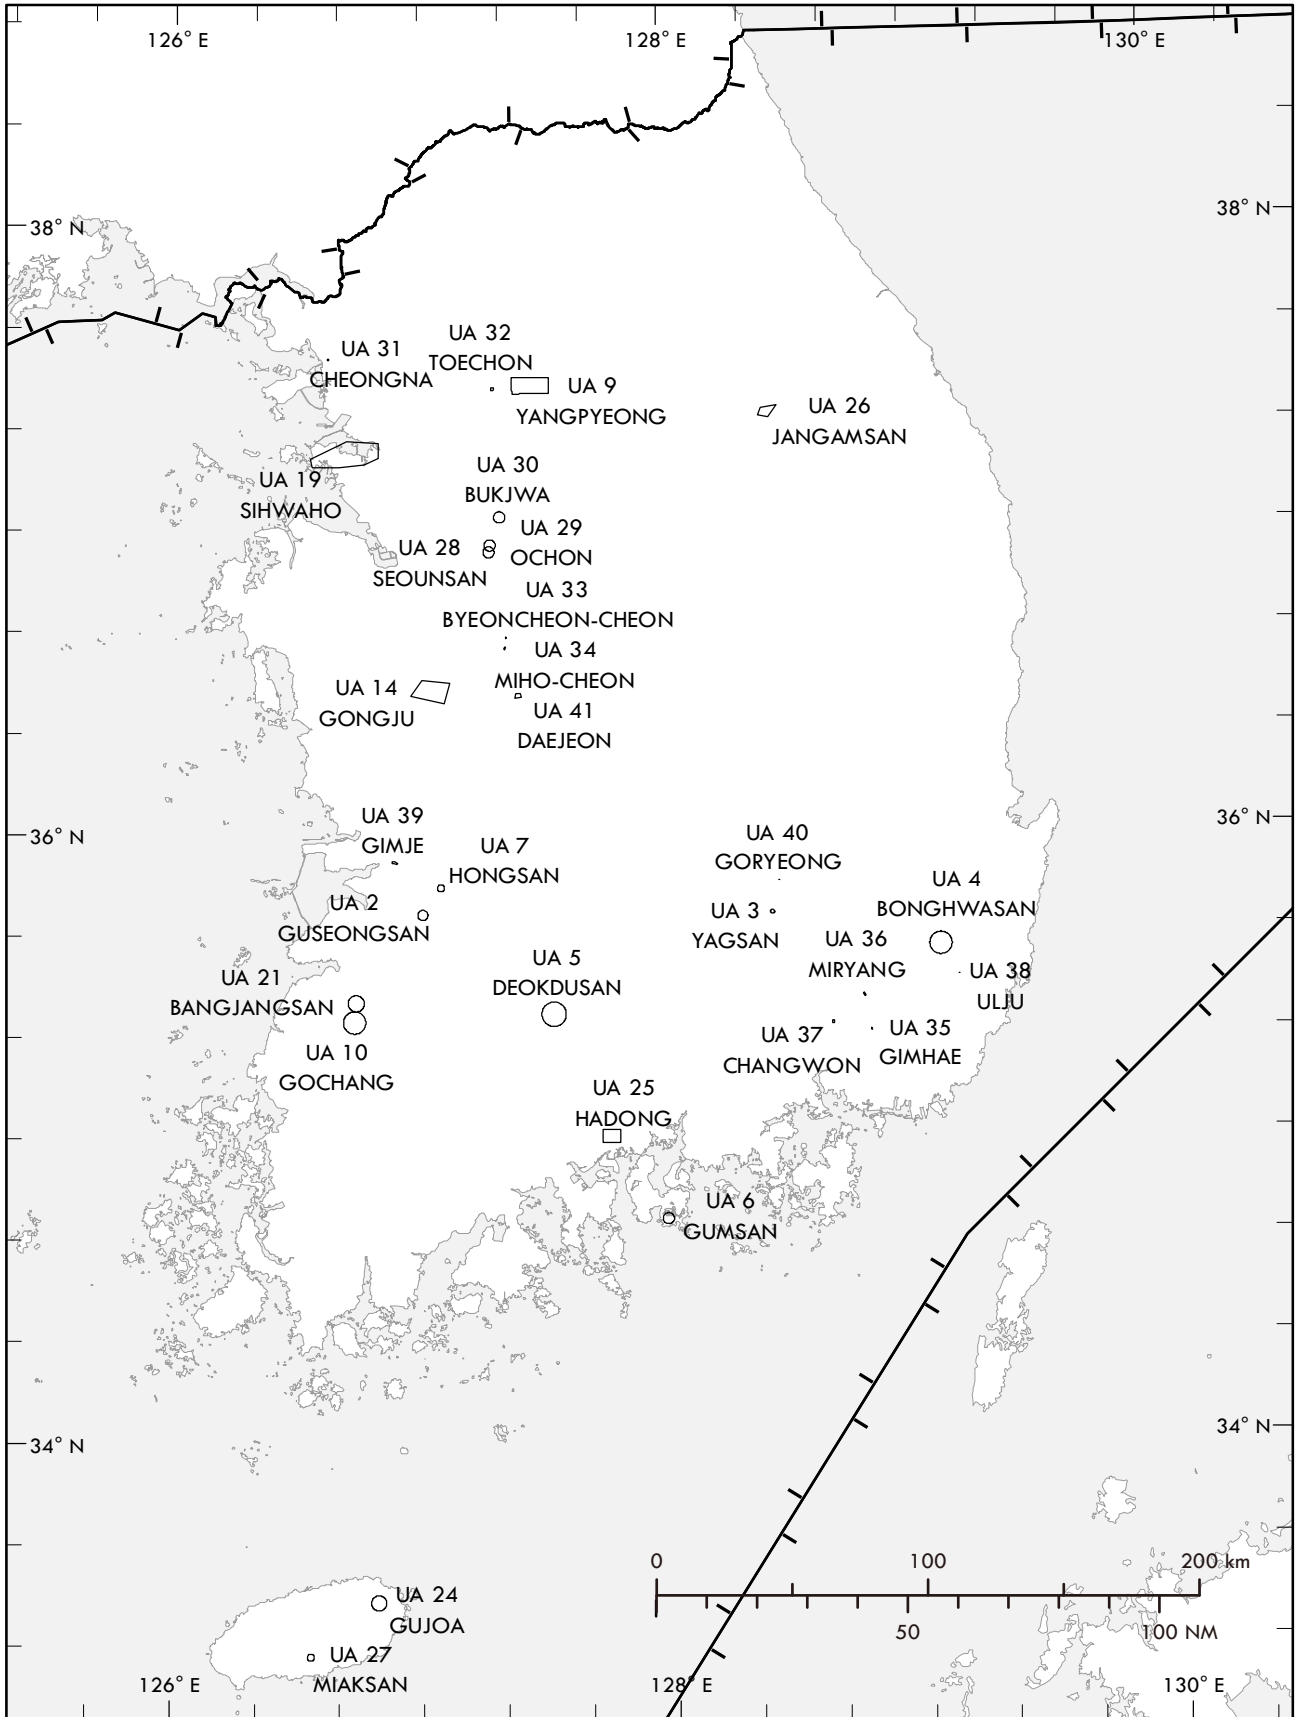 126° E
128° E
130° E
38° N
38° N
UA 32
TOECHON
UA 31
CHEONGNA
UA 9
YANGPYEONG
UA 26
JANGAMSAN
UA 19
SIHWAHO
UA 30
BUKJWA
UA 29
OCHON
UA 28
SEOUNSAN
UA 33
BYEONCHEON-CHEON
UA 34
MIHO-CHEON
UA 14
GONGJU
UA 41
DAEJEON
36° N
36° N
UA 39
GIMJE
UA 7
HONGSAN
UA 40
GORYEONG
UA 4
BONGHWASAN
UA 2
GUSEONGSAN
UA 3
YAGSAN
UA 36
MIRYANG
UA 5
DEOKDUSAN
UA 38
ULJU
UA 21
BANGJANGSAN
UA 10
GOCHANG
UA 37
CHANGWON
UA 35
GIMHAE
UA 25
HADONG
UA 6
GUMSAN
34° N
34° N
0 100 200 km
50 100 NM
UA 24
GUJOA
UA 27
MIAKSAN
126° E
128° E
130° E